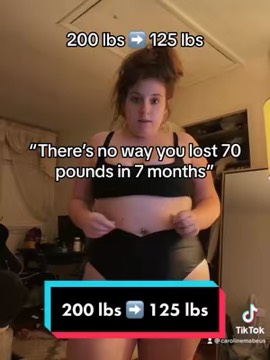 200 lbs ➡️ 125 lbs
“There’s no way you lost 70
pounds in 7 months”
200 lbs ➡️ 125 lbs
TikTok
@carolinemabeus